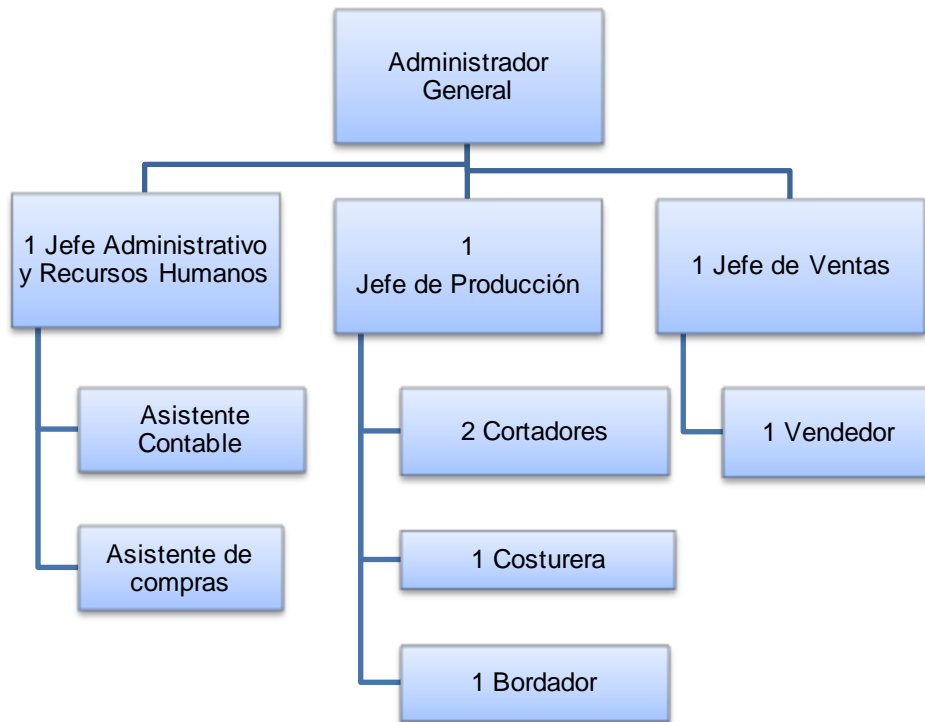 Administrador
General
1 Jefe Administrativo
y Recursos Humanos
1
Jefe de Producción
1 Jefe de Ventas
Asistente
Contable
Asistente de
compras
2 Cortadores
1 Costurera
1 Bordador
1 Vendedor